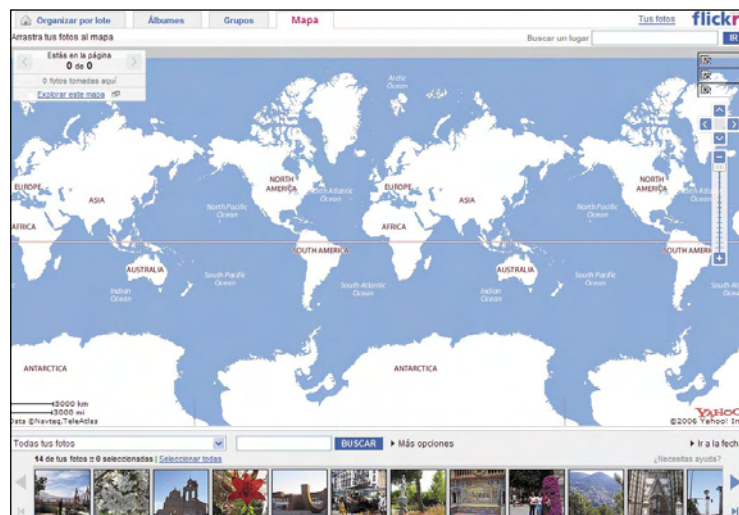 Organizar por lote Álbumes Grupos Mapa Tus fotos flickr
Arrastra tus fotos al mapa Buscar un lugar IR
Estás en la página
0 de 0
0 fotos tomadas aquí
Explorar este mapa
Arctic
Ocean
NORTH
AMERICA
NORTH
AMERICA
North Atlantic
Ocean
EUROPE
ASIA
EUROPE
ASIA
North Pacific
Ocean
North Pacific
Ocean
AFRICA
AFRICA
SOUTH AMERICA
SOUTH AMERICA
AUSTRALIA
AUSTRALIA
Indian
Ocean
South Pacific
Ocean
South Atlantic
Ocean
Indian
Ocean
South Pacific
Ocean
South At
Ocean
ANTARCTICA
ANTARCTICA
3000 km
3000 mi
Data ©Navteq,TeleAtlas
YAHOO
©2006 Yahoo! In
Todas tus fotos BUSCAR Más opciones Ir a la fech
14 de tus fotos :: 0 seleccionadas | Seleccionar todas ¿Necesitas ayuda?